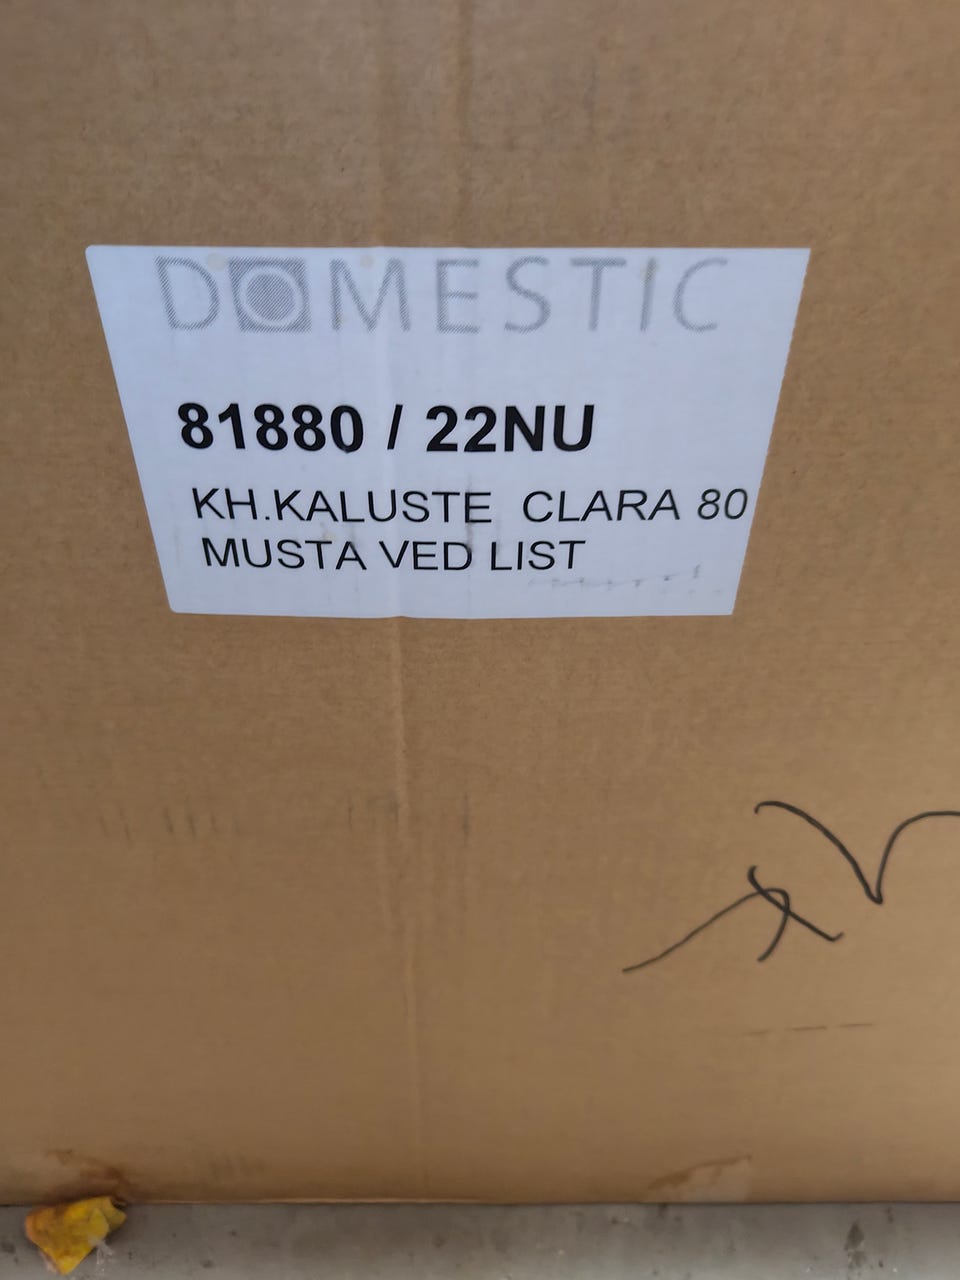 DOMESTIC
81880 / 22NU
KH.KALUSTE CLARA 80
MUSTA VED LIST